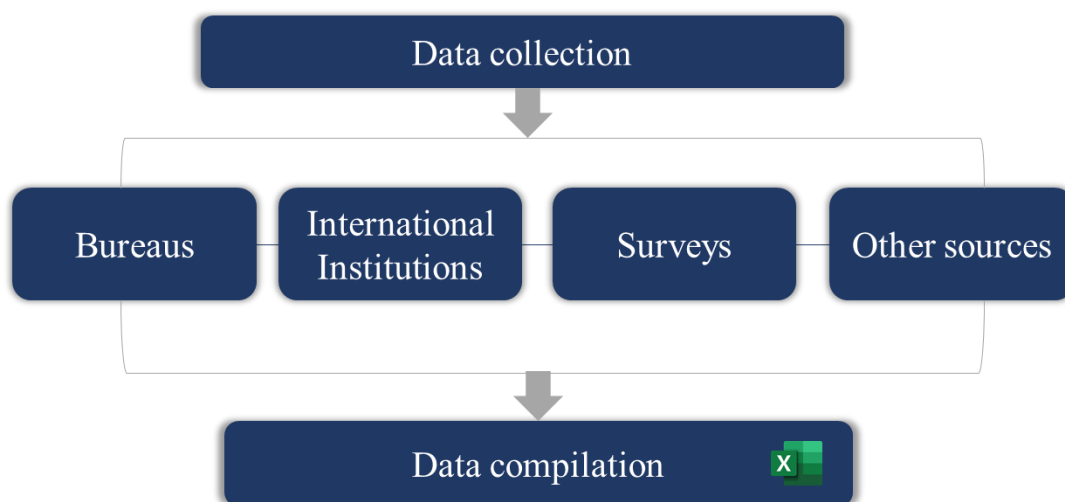 Data collection
Bureaus
International
Institutions
Surveys
Other sources
Data compilation
X